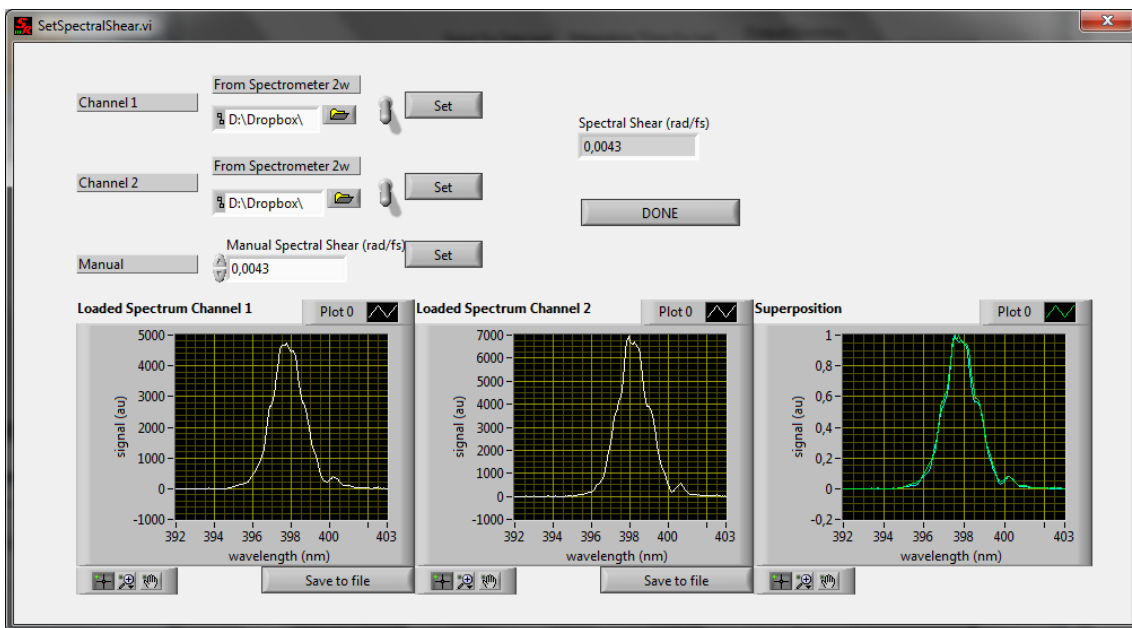 SetSpectralShear.vi
From Spectrometer 2w
Channel 1
D:\Dropbox\
Set
Spectral Shear (rad/fs)
0,0043
From Spectrometer 2w
Channel 2
D:\Dropbox\
Set
DONE
Manual Spectral Shear (rad/fs)
Manual
0,0043
Set
Loaded Spectrum Channel 1
Plot 0
5000
4000
3000
2000
1000
0
-1000
signal (au)
392 394 396 398 400 403
wavelength (nm)
Save to file
Loaded Spectrum Channel 2
Plot 0
7000
6000
5000
4000
3000
2000
1000
0
-1000
signal (au)
392 394 396 398 400 403
wavelength (nm)
Save to file
Superposition
Plot 0
1
0,8
0,6
0,4
0,2
0
-0,2
signal (au)
392 394 396 398 400 403
wavelength (nm)